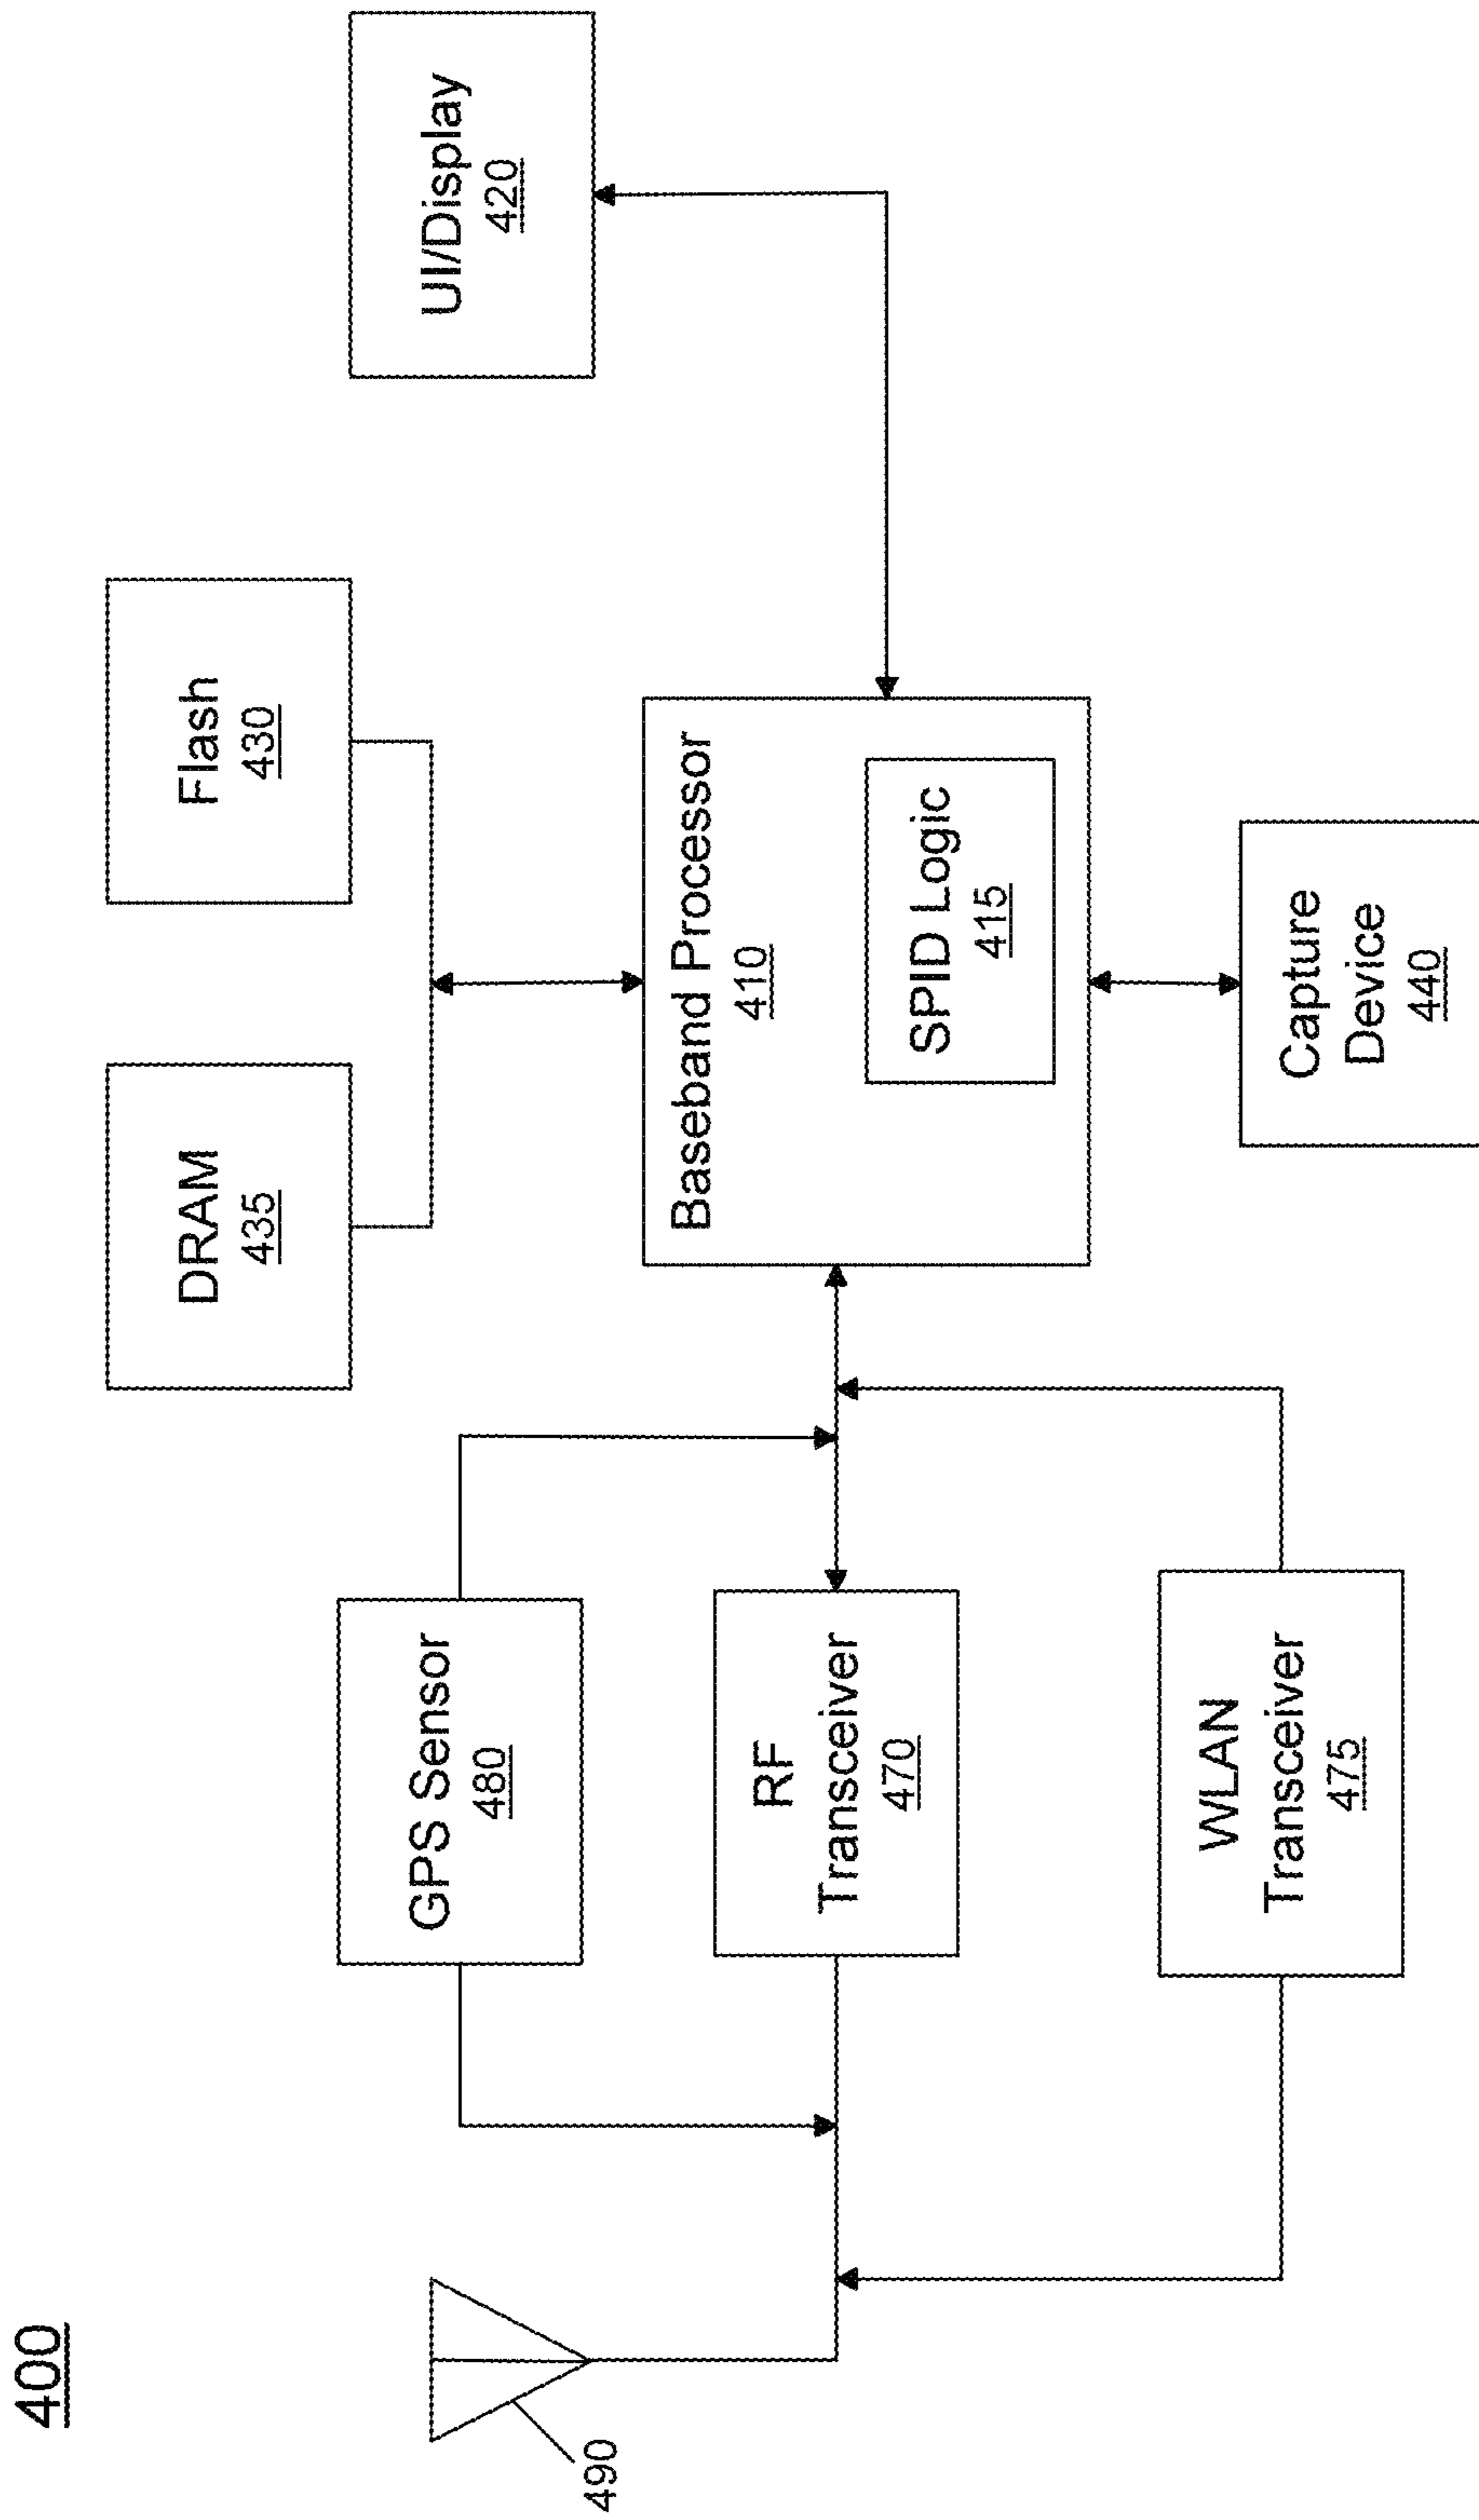 400
DRAM
435
Flash
430
UI/Display
420
GPS Sensor
480
490
Baseband Processor
410
RF
Transceiver
470
SPID Logic
415
WLAN
Transceiver
475
Capture
Device
440